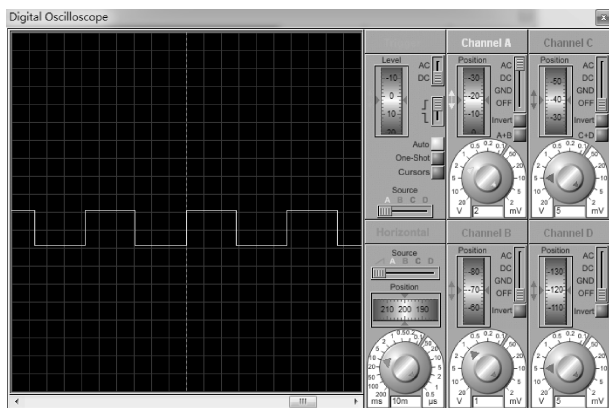 Digital Oscilloscope
Channel A
Channel C
Level
AC
DC
-10
0
10
20
Auto
One-Shot
Cursors
Source
A B C D
Position
-30
-20
-10
0
AC
DC
GND
OFF
Invert
A+B
V
2
mV
Position
-50
-40
-30
AC
DC
GND
OFF
Invert
C+D
V
5
mV
Horizontal
Source
A B C D
Position
210 200 190
ms
10m
µs
Channel B
Position
-80
-70
-60
AC
DC
GND
OFF
Invert
V
1
mV
Channel D
Position
-130
-120
-110
AC
DC
GND
OFF
Invert
V
5
mV